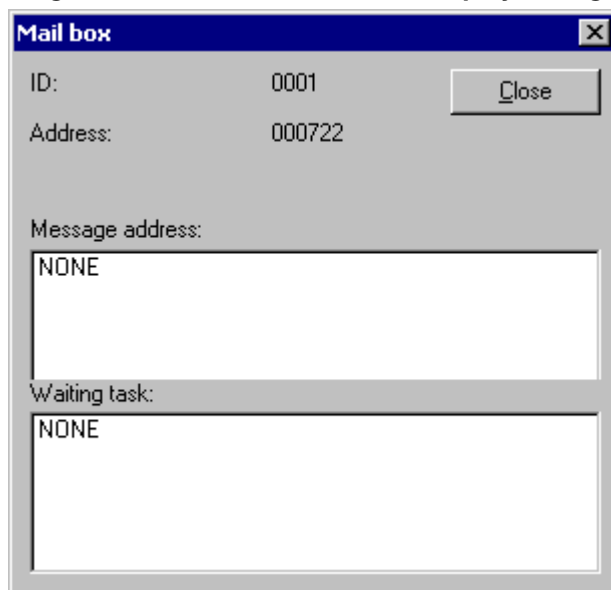 Mail box
ID: 0001 Close
Address: 000722
Message address:
NONE
Waiting task:
NONE